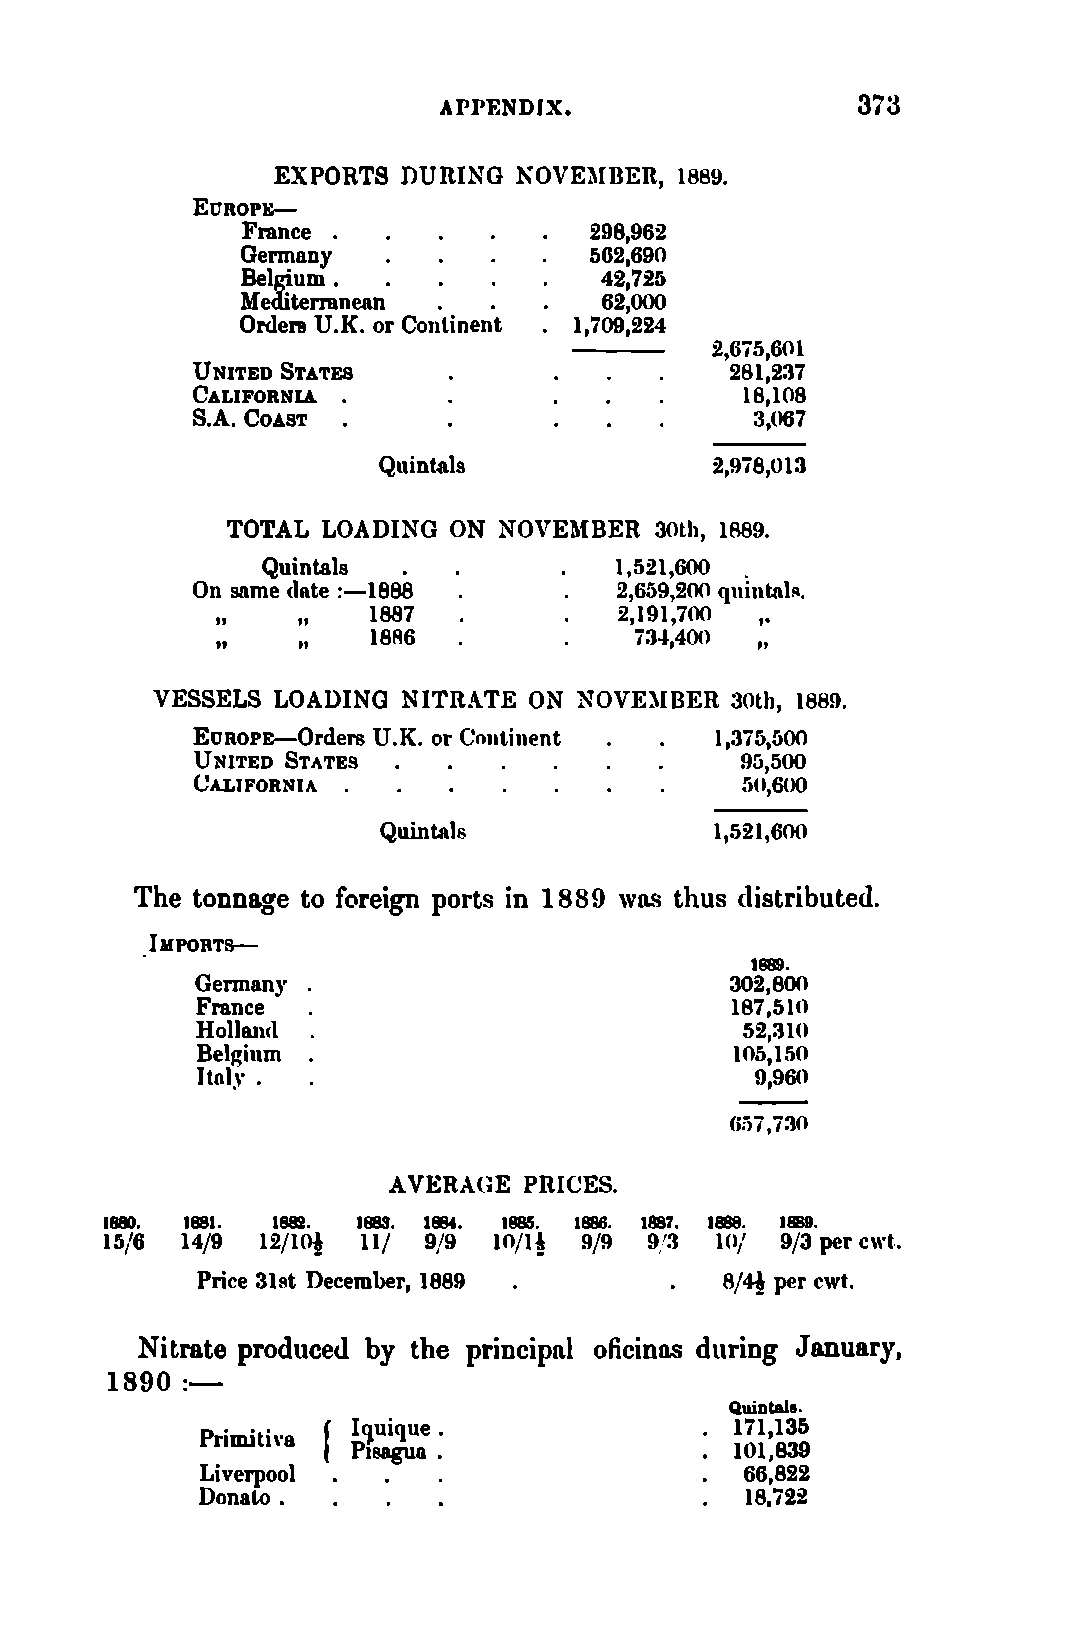 APPENDIX. 373
EXPORTS DURING NOVEMBER, 1889.
EUROPE—
France . . . . . 298,962
Germany . . . . 562,690
Belgium . . . . . 42,725
Mediterranean . . . 62,000
Orders U.K. or Continent . 1,709,224
2,675,601
UNITED STATES . . . . 281,237
CALIFORNIA . . . . . 18,108
S.A. COAST . . . . . 3,067
Quintals 2,978,013
TOTAL LOADING ON NOVEMBER 30th, 1889.
Quintals . . . 1,521,600
On same date :—1888 . . 2,659,200 quintals.
„ „ 1887 . . 2,191,700 „
„ „ 1886 . . 734,400 „
VESSELS LOADING NITRATE ON NOVEMBER 30th, 1889.
EUROPE—Orders U.K. or Continent . . 1,375,500
UNITED STATES . . . . . . 95,500
CALIFORNIA . . . . . . . 50,600
Quintals 1,521,600
The tonnage to foreign ports in 1889 was thus distributed.
IMPORTS—
1889.
Germany . 302,800
France . 187,510
Holland . 52,310
Belgium . 105,150
Italy . . 9,960
657,730
AVERAGE PRICES.
1880. 1881. 1882. 1883. 1884. 1885. 1886. 1887. 1888. 1889.
15/6 14/9 12/10½ 11/ 9/9 10/1½ 9/9 9/3 10/ 9/3 per cwt.
Price 31st December, 1889 . . 8/4½ per cwt.
Nitrate produced by the principal oficinas during January,
1890 :—
Quintals.
Primitiva { Iquique . . 171,135
Pisagua . . 101,839
Liverpool . . . . 66,822
Donato . . . . . 18,722